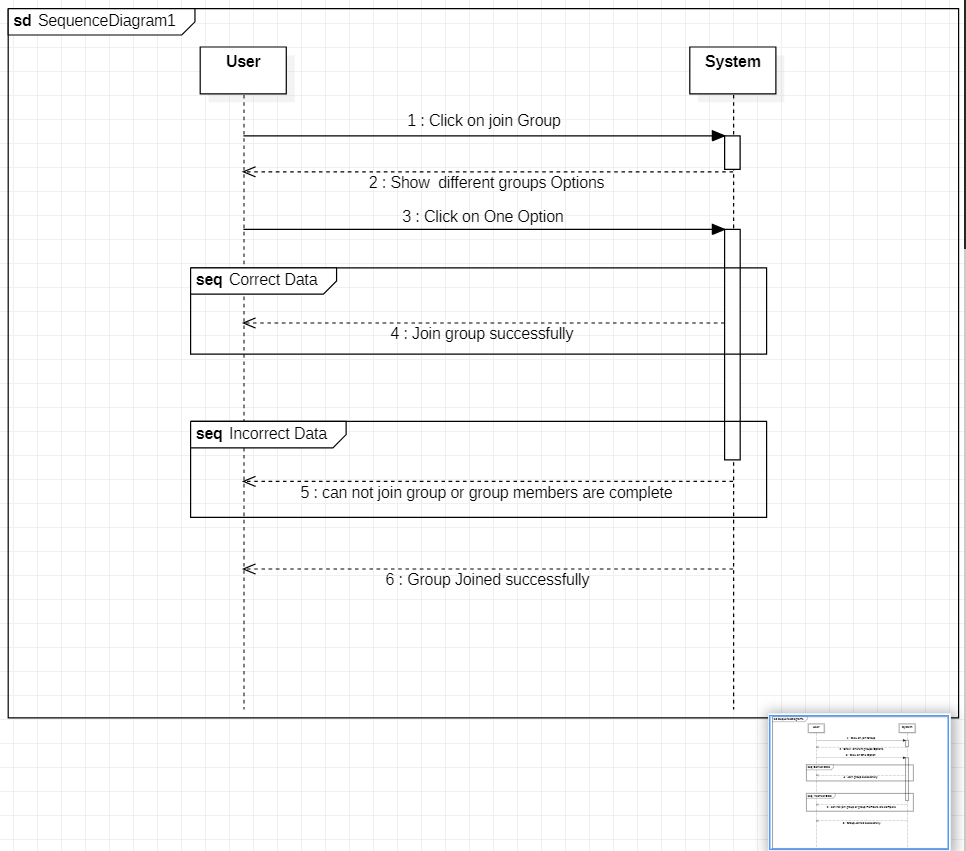 sd SequenceDiagram1
User
System
1 : Click on join Group
2 : Show  different groups Options
3 : Click on One Option
seq Correct Data
4 : Join group successfully
seq Incorrect Data
5 : can not join group or group members are complete
6 : Group Joined successfully